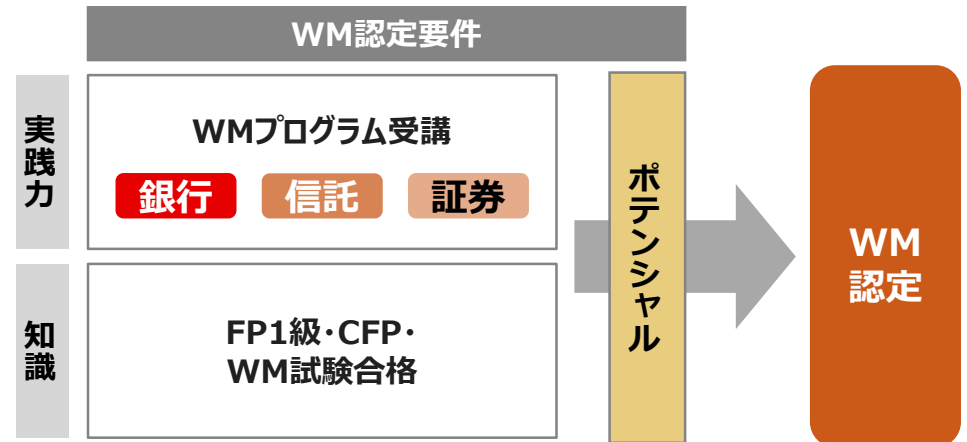 WM認定要件
実践力
WMプログラム受講
銀行 信託 証券
知識
FP1級･CFP･
WM試験合格
ポテンシャル
WM
認定